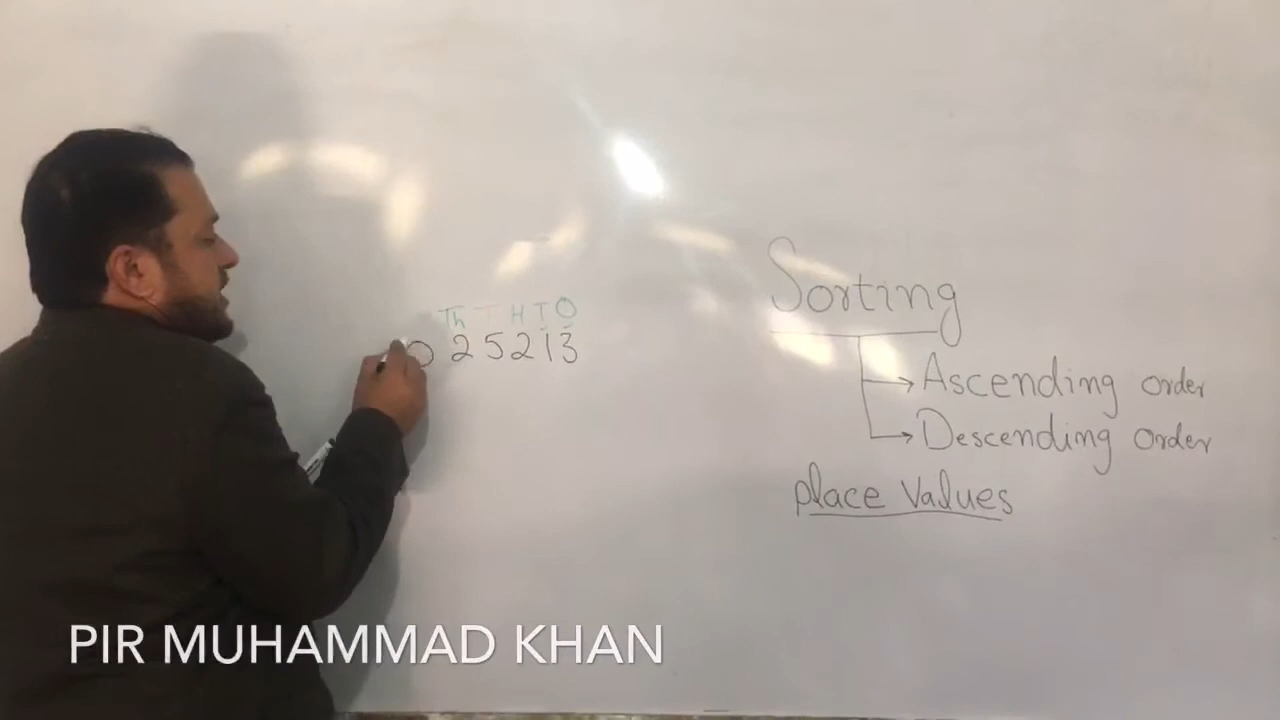 Th T H T O
0 2 5 2 1 3
Sorting
Ascending order
Descending order
place Values
PIR MUHAMMAD KHAN